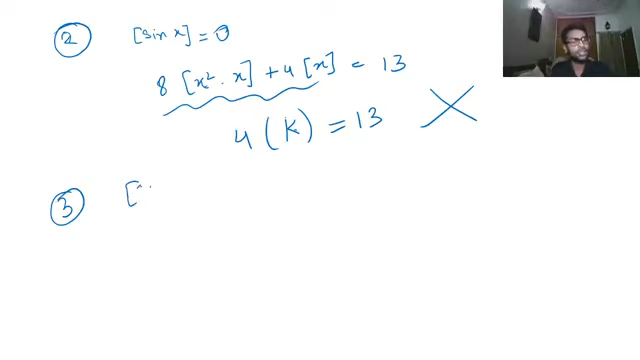 ② [sin x] = 0
8 [x² - x] + 4 [x] = 13
4 (K) = 13
③ [